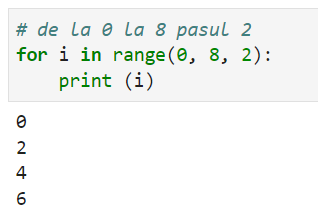 # de la 0 la 8 pasul 2
for i in range(0, 8, 2):
    print (i)
0
2
4
6